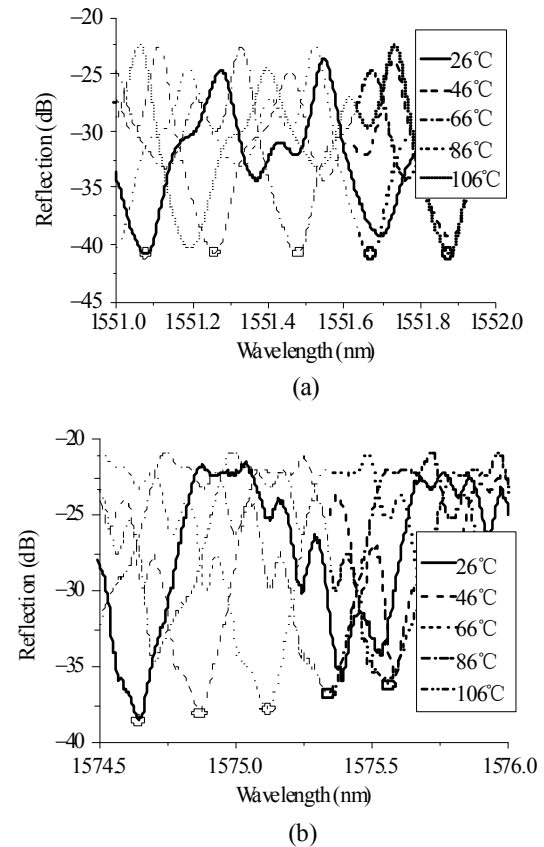 −20
−25
−30
−35
−40
−45
Reflection (dB)
26℃
46℃
66℃
86℃
106℃
1551.0 1551.2 1551.4 1551.6 1551.8 1552.0
Wavelength (nm)
(a)
−20
−25
−30
−35
−40
Reflection (dB)
26℃
46℃
66℃
86℃
106℃
1574.5 1575.0 1575.5 1576.0
Wavelength (nm)
(b)